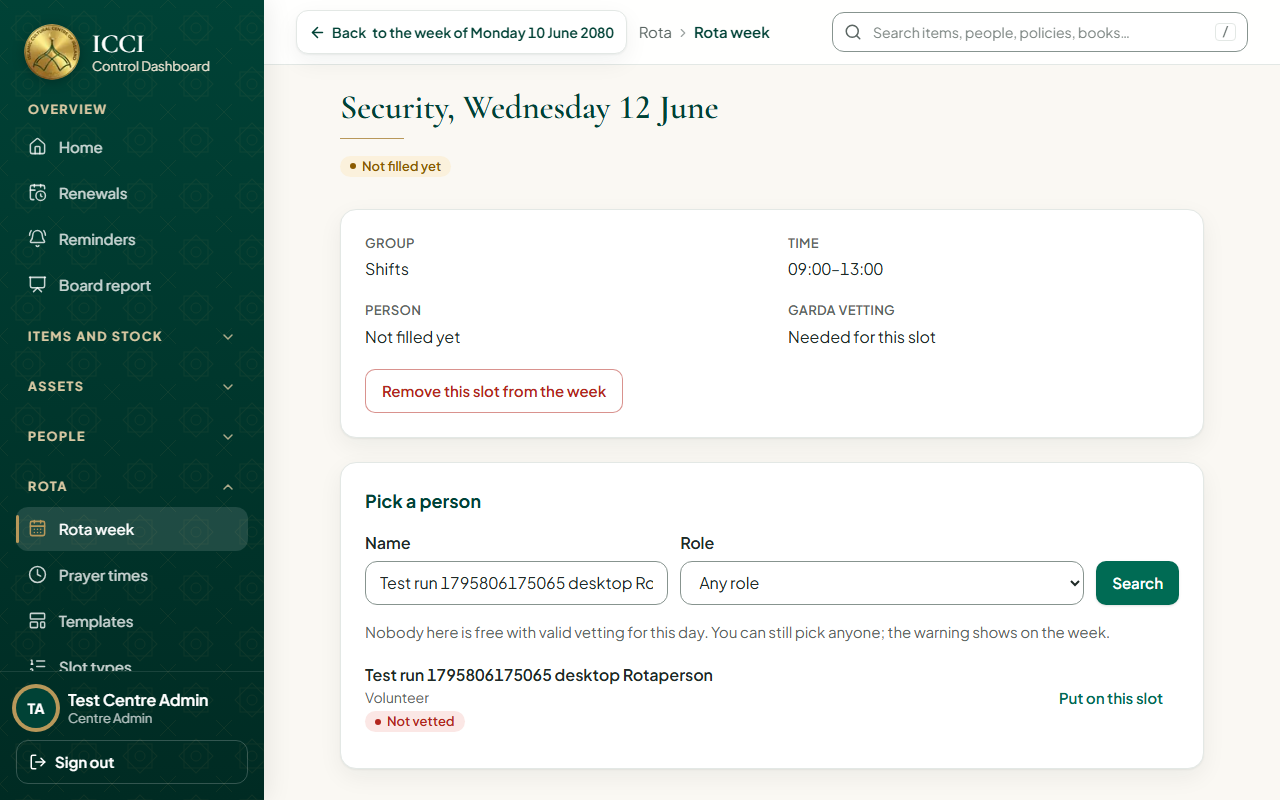 ICCI
Control Dashboard
OVERVIEW
Home
Renewals
Reminders
Board report
ITEMS AND STOCK
ASSETS
PEOPLE
ROTA
Rota week
Prayer times
Templates
Slot types
TA
Test Centre Admin
Centre Admin
Sign out
Back to the week of Monday 10 June 2080
Rota
Rota week
Search items, people, policies, books…
/
Security, Wednesday 12 June
Not filled yet
GROUP
Shifts
TIME
09:00–13:00
PERSON
Not filled yet
GARDA VETTING
Needed for this slot
Remove this slot from the week
Pick a person
Name
Role
Test run 1795806175065 desktop Ro
Any role
Search
Nobody here is free with valid vetting for this day. You can still pick anyone; the warning shows on the week.
Test run 1795806175065 desktop Rotaperson
Volunteer
Not vetted
Put on this slot